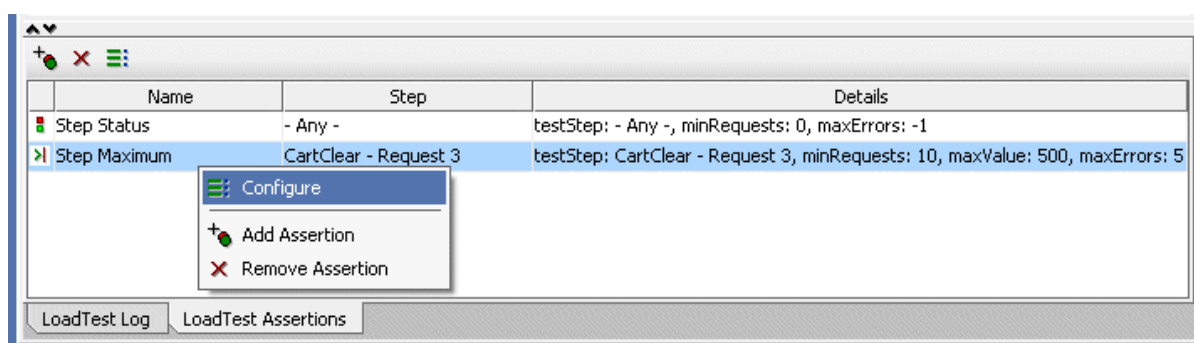 Name Step Details
Step Status - Any - testStep: - Any -, minRequests: 0, maxErrors: -1
Step Maximum CartClear - Request 3 testStep: CartClear - Request 3, minRequests: 10, maxValue: 500, maxErrors: 5
Configure
Add Assertion
Remove Assertion
LoadTest Log LoadTest Assertions